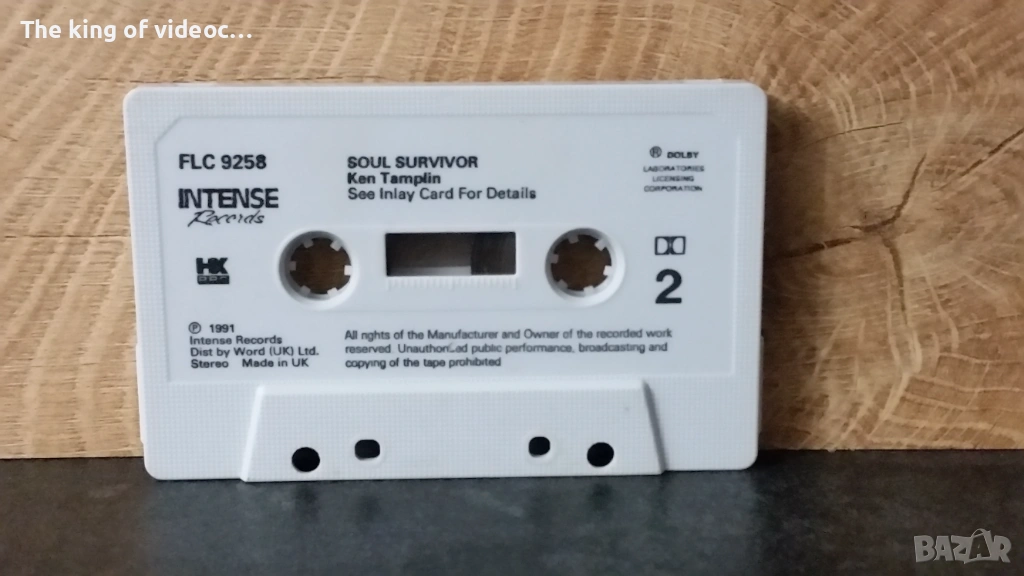 The king of videoc...
FLC 9258
INTENSE
Records
SOUL SURVIVOR
Ken Tamplin
See Inlay Card For Details
® DOLBY
LABORATORIES
LICENSING
CORPORATION
HX
PRO
2
℗ 1991
Intense Records
Dist by Word (UK) Ltd.
Stereo Made in UK
All rights of the Manufacturer and Owner of the recorded work
reserved. Unauthorized public performance, broadcasting and
copying of the tape prohibited
BAZAR